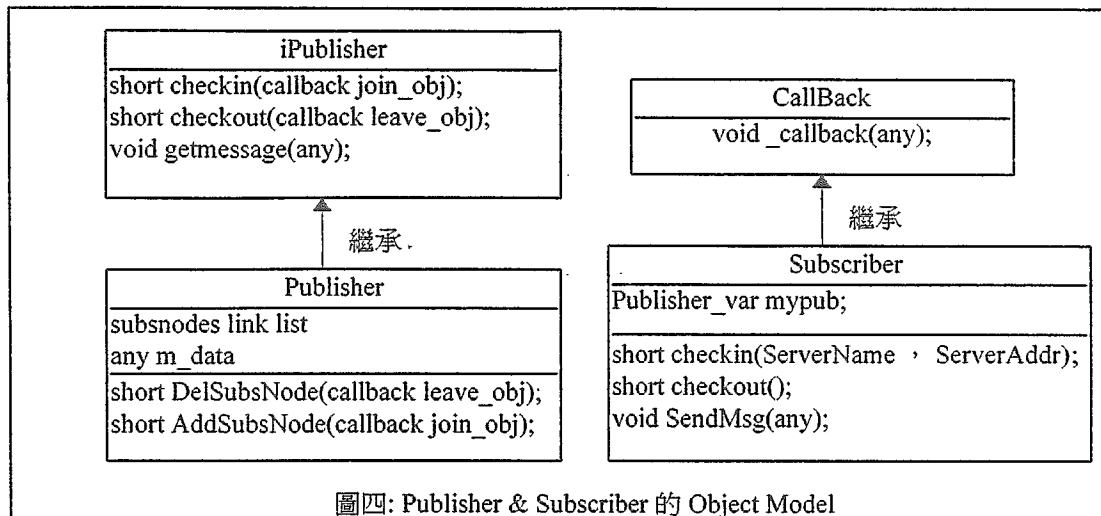 iPublisher
short checkin(callback join_obj);
short checkout(callback leave_obj);
void getmessage(any);
CallBack
void _callback(any);
繼承.
繼承
Publisher
subsnodes link list
any m_data
short DelSubsNode(callback leave_obj);
short AddSubsNode(callback join_obj);
Subscriber
Publisher_var mypub;
short checkin(ServerName , ServerAddr);
short checkout();
void SendMsg(any);
圖四: Publisher & Subscriber 的 Object Model